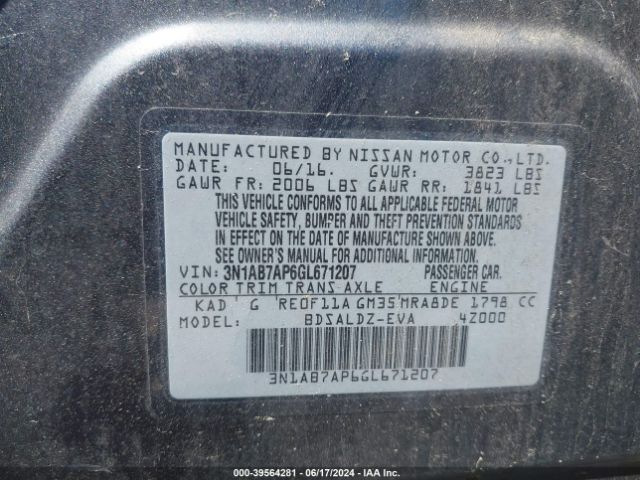 MANUFACTURED BY NISSAN MOTOR CO.,LTD.
DATE: 06/16. GVWR: 3823 LBS
GAWR FR: 2006 LBS GAWR RR: 1841 LBS
THIS VEHICLE CONFORMS TO ALL APPLICABLE FEDERAL MOTOR
VEHICLE SAFETY, BUMPER AND THEFT PREVENTION STANDARDS
IN EFFECT ON THE DATE OF MANUFACTURE SHOWN ABOVE.
SEE OWNER'S MANUAL FOR ADDITIONAL INFORMATION.
VIN: 3N1AB7AP6GL671207 PASSENGER CAR.
COLOR TRIM TRANS AXLE ENGINE
KAD G RE0F11A GM35 MRA8DE 1798 CC
MODEL: BDSALDZ-EVA 4Z000
3N1AB7AP6GL671207
000-39564281 - 06/17/2024 - IAA Inc.